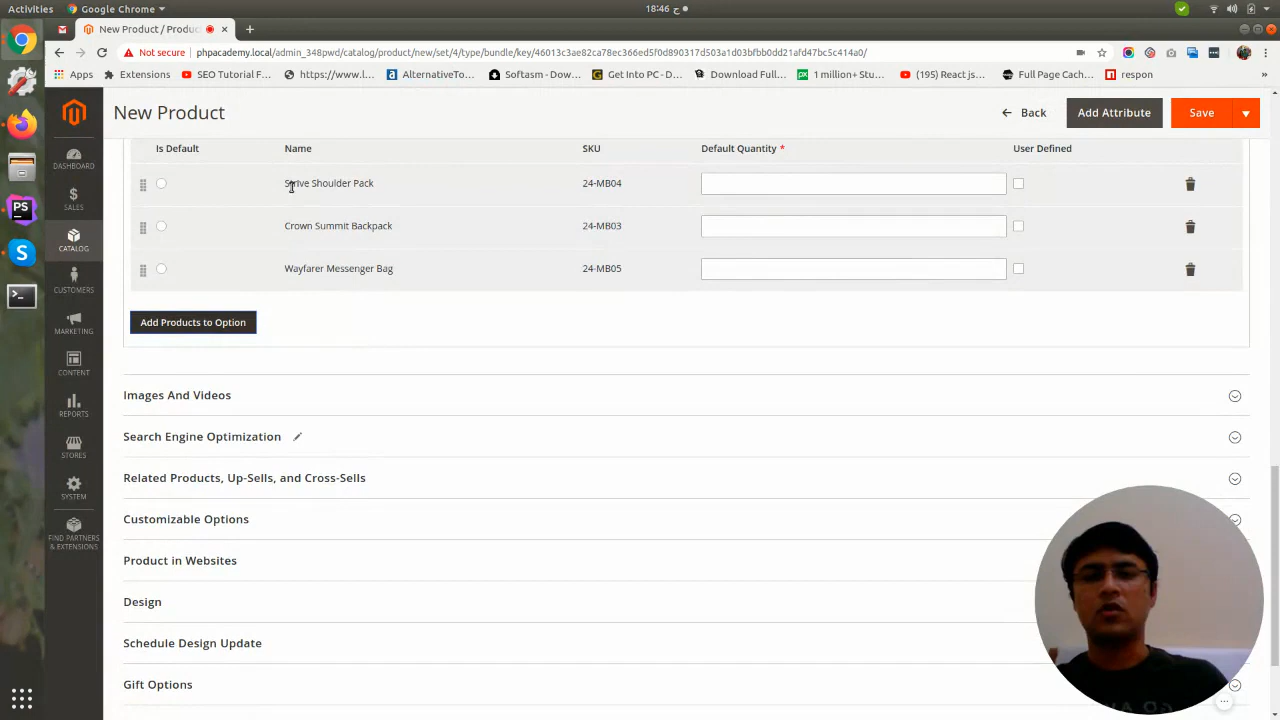 Activities
Google Chrome
18:46 ج
New Product / Produc
Not secure
phpacademy.local/admin_348pwd/catalog/product/new/set/4/type/bundle/key/46013c3ae82ca78ec366ed5f0d890317d503a1d03bfbb0dd21afd47bc5c414a0/
Apps
Extensions
SEO Tutorial F...
https://www.l...
AlternativeTo...
Softasm - Dow...
Get Into PC - D...
Download Full...
1 million+ Stu...
(195) React js...
Full Page Cach...
respon
»
New Product
Back
Add Attribute
Save
DASHBOARD
SALES
CATALOG
CUSTOMERS
MARKETING
CONTENT
REPORTS
STORES
SYSTEM
FIND PARTNERS
& EXTENSIONS
Is Default
Name
SKU
Default Quantity *
User Defined
Strive Shoulder Pack
24-MB04
Crown Summit Backpack
24-MB03
Wayfarer Messenger Bag
24-MB05
Add Products to Option
Images And Videos
Search Engine Optimization
Related Products, Up-Sells, and Cross-Sells
Customizable Options
Product in Websites
Design
Schedule Design Update
Gift Options
PS